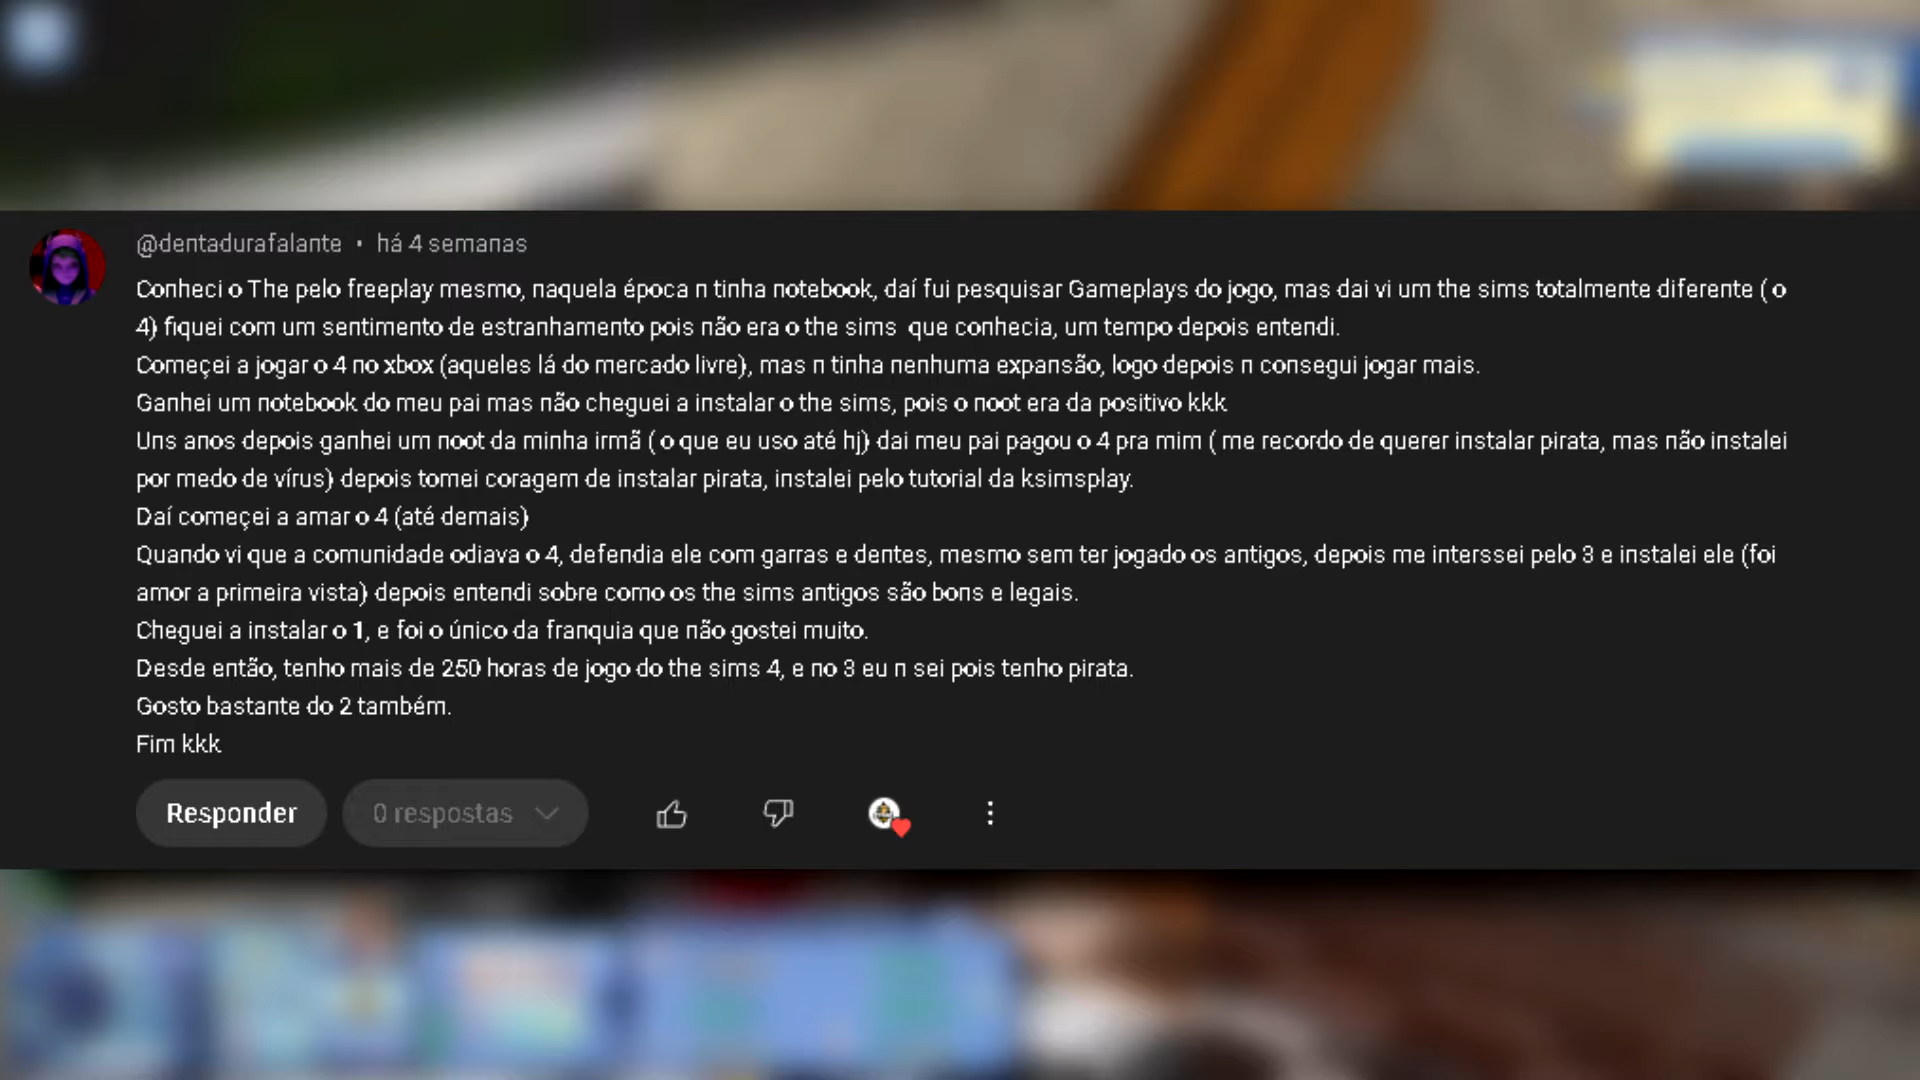 @dentadurafalante • há 4 semanas
Conheci o The pelo freeplay mesmo, naquela época n tinha notebook, daí fui pesquisar Gameplays do jogo, mas dai vi um the sims totalmente diferente ( o
4) fiquei com um sentimento de estranhamento pois não era o the sims  que conhecia, um tempo depois entendi.
Começei a jogar o 4 no xbox (aqueles lá do mercado livre), mas n tinha nenhuma expansão, logo depois n consegui jogar mais.
Ganhei um notebook do meu pai mas não cheguei a instalar o the sims, pois o noot era da positivo kkk
Uns anos depois ganhei um noot da minha irmã ( o que eu uso até hj) dai meu pai pagou o 4 pra mim ( me recordo de querer instalar pirata, mas não instalei
por medo de vírus) depois tomei coragem de instalar pirata, instalei pelo tutorial da ksimsplay.
Daí começei a amar o 4 (até demais)
Quando vi que a comunidade odiava o 4, defendia ele com garras e dentes, mesmo sem ter jogado os antigos, depois me interssei pelo 3 e instalei ele (foi
amor a primeira vista) depois entendi sobre como os the sims antigos são bons e legais.
Cheguei a instalar o 1, e foi o único da franquia que não gostei muito.
Desde então, tenho mais de 250 horas de jogo do the sims 4, e no 3 eu n sei pois tenho pirata.
Gosto bastante do 2 também.
Fim kkk
Responder 0 respostas